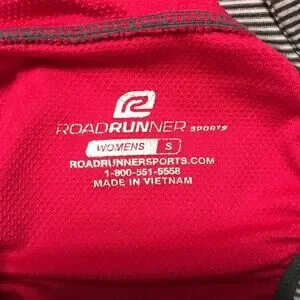 ROADRUNNER SPORTS
WOMENS S
ROADRUNNERSPORTS.COM
1-800-551-5558
MADE IN VIETNAM